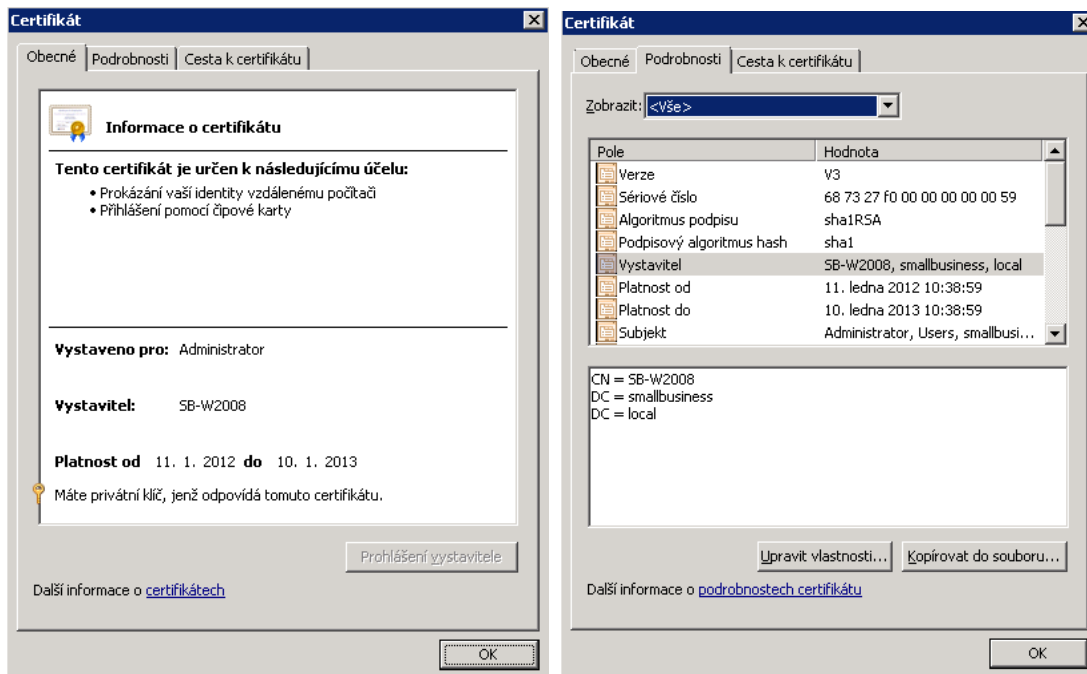 Certifikát
Obecné Podrobnosti Cesta k certifikátu
Informace o certifikátu
Tento certifikát je určen k následujícímu účelu:
• Prokázání vaší identity vzdálenému počítači
• Přihlášení pomocí čipové karty
Vystaveno pro: Administrator
Vystavitel: SB-W2008
Platnost od 11. 1. 2012 do 10. 1. 2013
Máte privátní klíč, jenž odpovídá tomuto certifikátu.
Prohlášení vystavitele
Další informace o certifikátech
OK
Certifikát
Obecné Podrobnosti Cesta k certifikátu
Zobrazit: <Vše>
Pole Hodnota
Verze V3
Sériové číslo 68 73 27 f0 00 00 00 00 00 59
Algoritmus podpisu sha1RSA
Podpisový algoritmus hash sha1
Vystavitel SB-W2008, smallbusiness, local
Platnost od 11. ledna 2012 10:38:59
Platnost do 10. ledna 2013 10:38:59
Subjekt Administrator, Users, smallbusi...
CN = SB-W2008
DC = smallbusiness
DC = local
Upravit vlastnosti... Kopírovat do souboru...
Další informace o podrobnostech certifikátu
OK